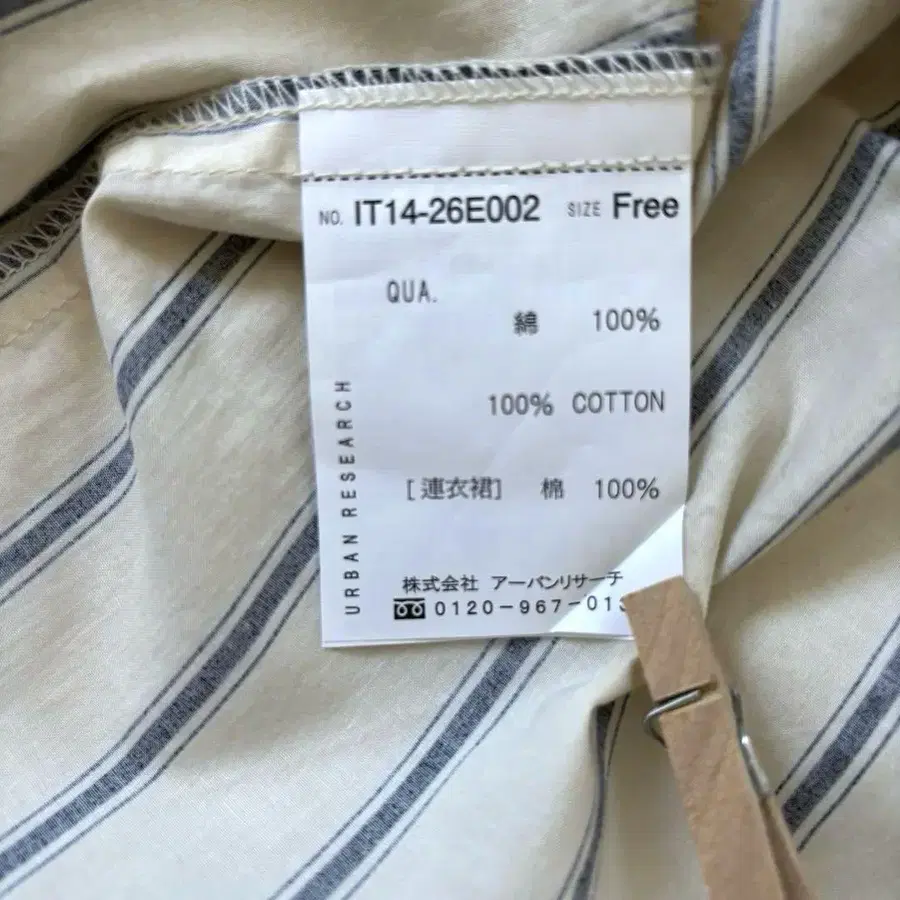 NO. IT14-26E002 SIZE Free
QUA.
綿 100%
100% COTTON
[連衣裙] 棉 100%
URBAN RESEARCH
株式会社 アーバンリサーチ
0120-967-01